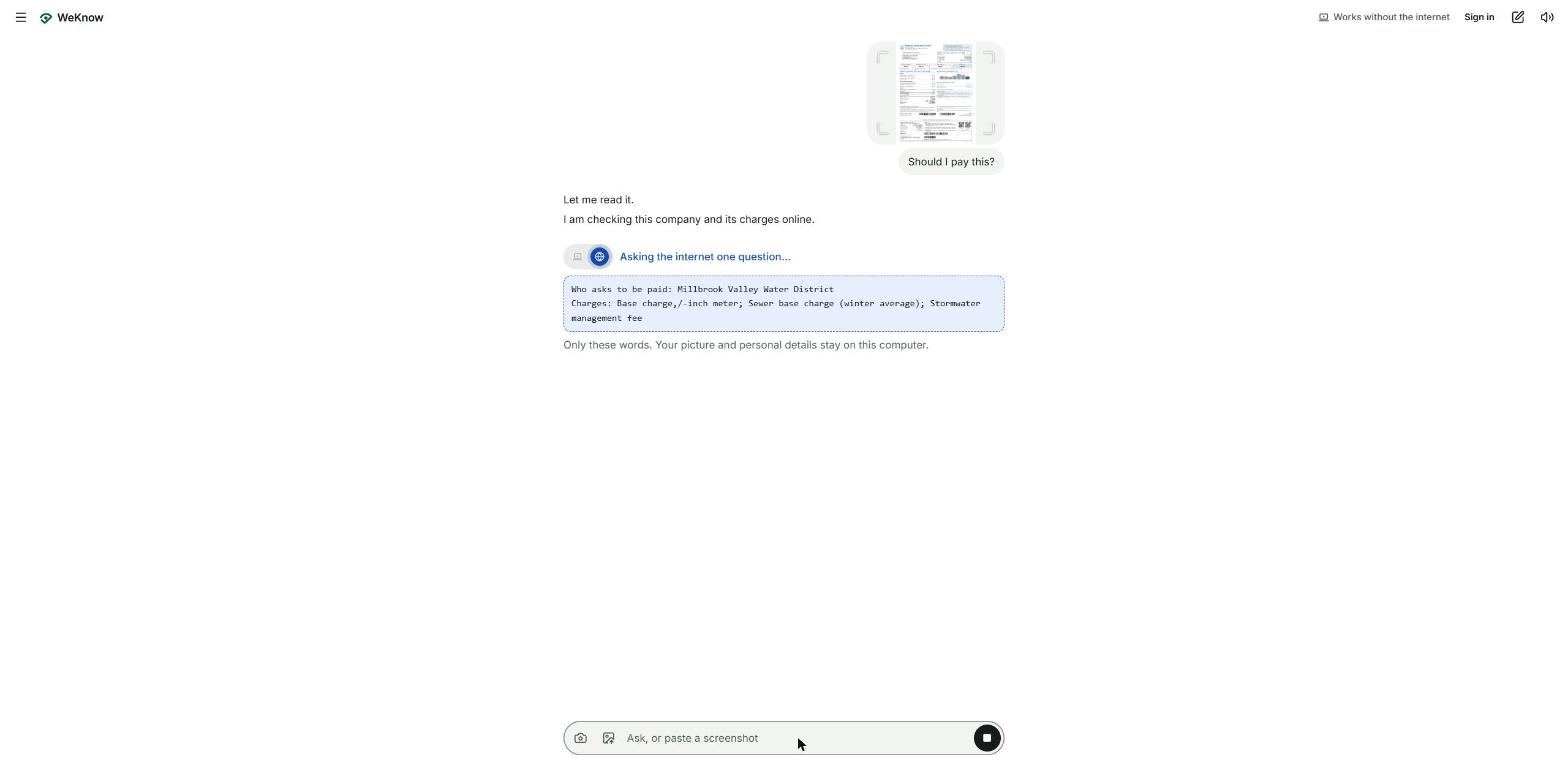 WeKnow
Works without the internet
Sign in
Should I pay this?
Let me read it.
I am checking this company and its charges online.
Asking the internet one question...
Who asks to be paid: Millbrook Valley Water District
Charges: Base charge,/-inch meter; Sewer base charge (winter average); Stormwater
management fee
Only these words. Your picture and personal details stay on this computer.
Ask, or paste a screenshot